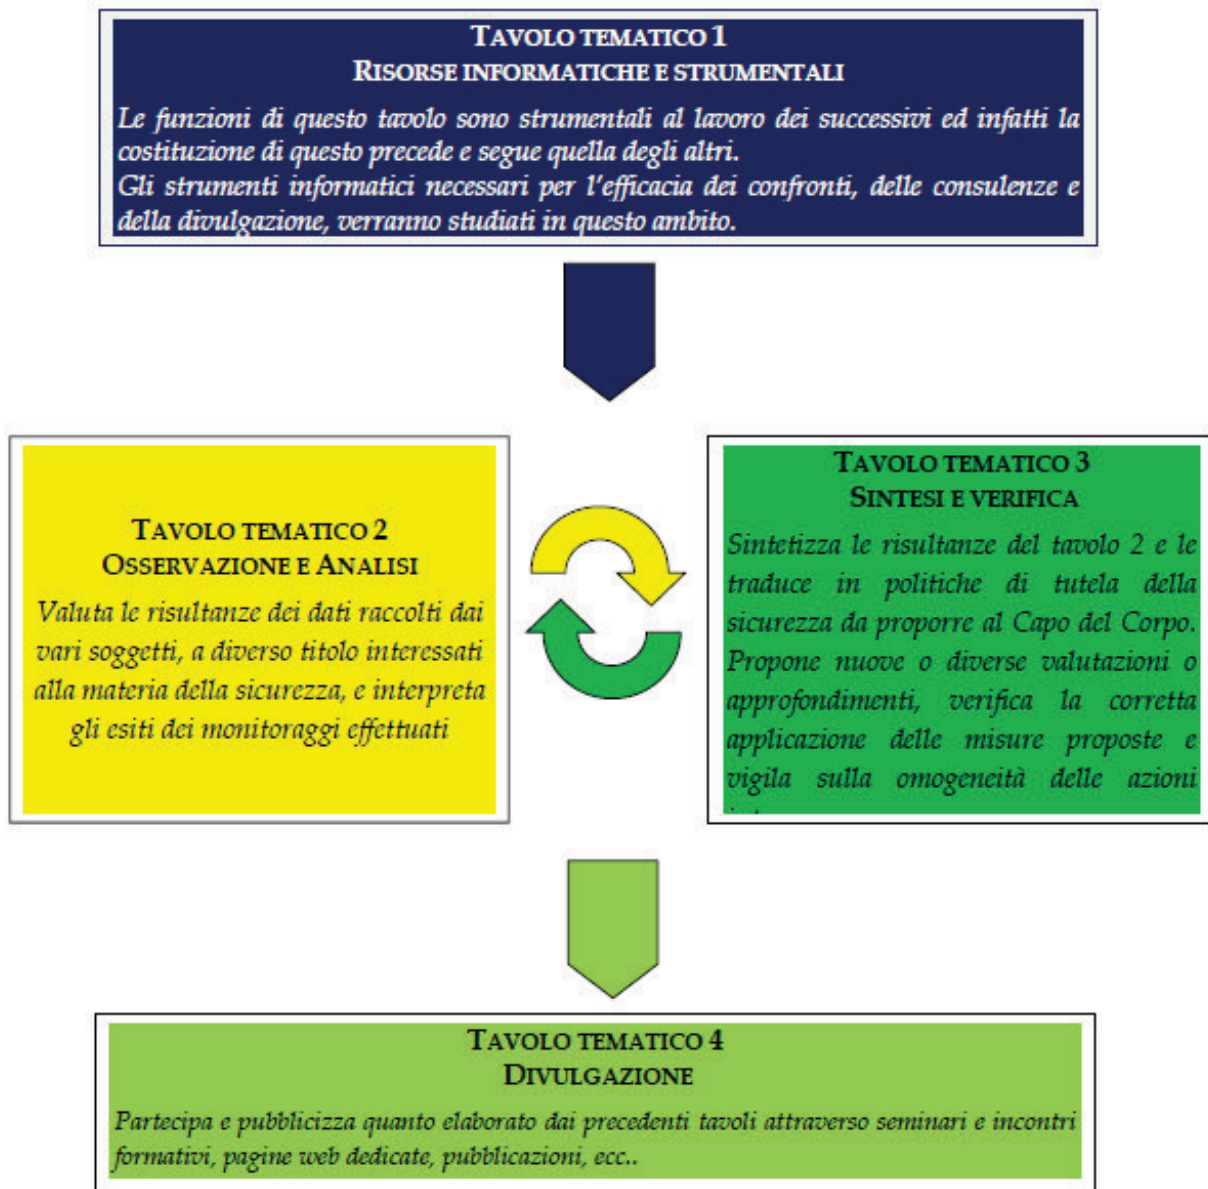 TAVOLO TEMATICO 1
RISORSE INFORMATICHE E STRUMENTALI
Le funzioni di questo tavolo sono strumentali al lavoro dei successivi ed infatti la
costituzione di questo precede e segue quella degli altri.
Gli strumenti informatici necessari per l'efficacia dei confronti, delle consulenze e
della divulgazione, verranno studiati in questo ambito.
TAVOLO TEMATICO 2
OSSERVAZIONE E ANALISI
Valuta le risultanze dei dati raccolti dai
vari soggetti, a diverso titolo interessati
alla materia della sicurezza, e interpreta
gli esiti dei monitoraggi effettuati
TAVOLO TEMATICO 3
SINTESI E VERIFICA
Sintetizza le risultanze del tavolo 2 e le
traduce in politiche di tutela della
sicurezza da proporre al Capo del Corpo.
Propone nuove o diverse valutazioni o
approfondimenti, verifica la corretta
applicazione delle misure proposte e
vigila sulla omogeneità delle azioni
TAVOLO TEMATICO 4
DIVULGAZIONE
Partecipa e pubblicizza quanto elaborato dai precedenti tavoli attraverso seminari e incontri
formativi, pagine web dedicate, pubblicazioni, ecc..